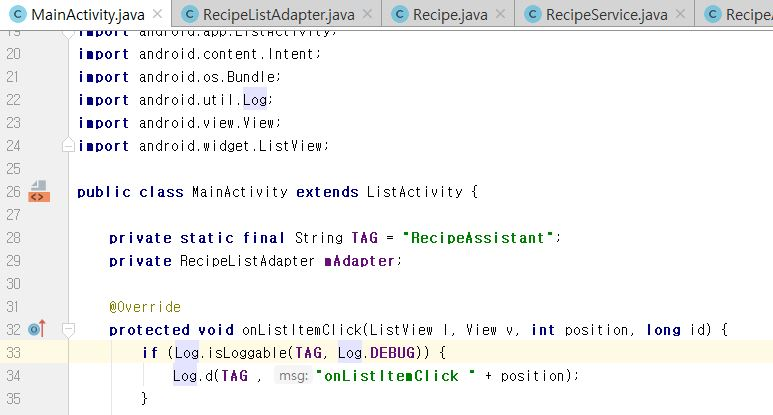 MainActivity.java × RecipeListAdapter.java × Recipe.java × RecipeService.java × Recipe
19 import android.app.ListActivity;
20 import android.content.Intent;
21 import android.os.Bundle;
22 import android.util.Log;
23 import android.view.View;
24 import android.widget.ListView;
25
26 public class MainActivity extends ListActivity {
27
28 private static final String TAG = "RecipeAssistant";
29 private RecipeListAdapter mAdapter;
30
31 @Override
32 protected void onListItemClick(ListView l, View v, int position, long id) {
33 if (Log.isLoggable(TAG, Log.DEBUG)) {
34 Log.d(TAG , msg: "onListItemClick " + position);
35 }